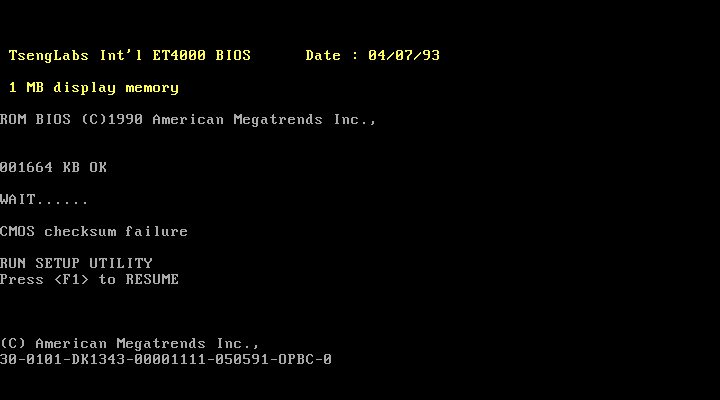 TsengLabs Int'l ET4000 BIOS Date : 04/07/93
1 MB display memory
ROM BIOS (C)1990 American Megatrends Inc.,
001664 KB OK
WAIT......
CMOS checksum failure
RUN SETUP UTILITY
Press <F1> to RESUME
(C) American Megatrends Inc.,
30-0101-DK1343-00001111-050591-OPBC-0